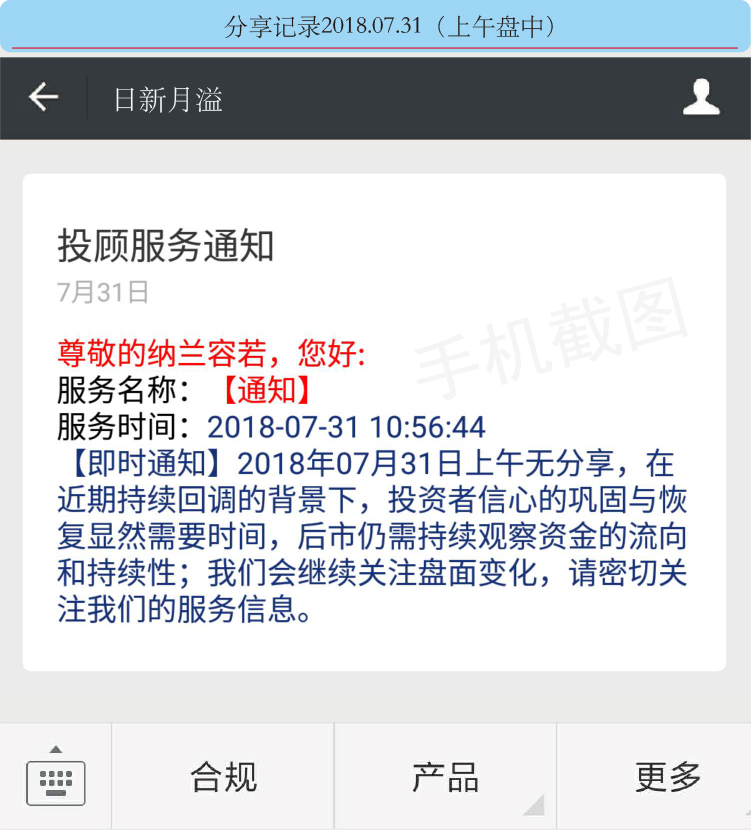 分享记录2018.07.31（上午盘中）
日新月溢
投顾服务通知
7月31日
手机截图
尊敬的纳兰容若，您好:
服务名称：【通知】
服务时间：2018-07-31 10:56:44
【即时通知】2018年07月31日上午无分享，在
近期持续回调的背景下，投资者信心的巩固与恢
复显然需要时间，后市仍需持续观察资金的流向
和持续性；我们会继续关注盘面变化，请密切关
注我们的服务信息。
合规
产品
更多